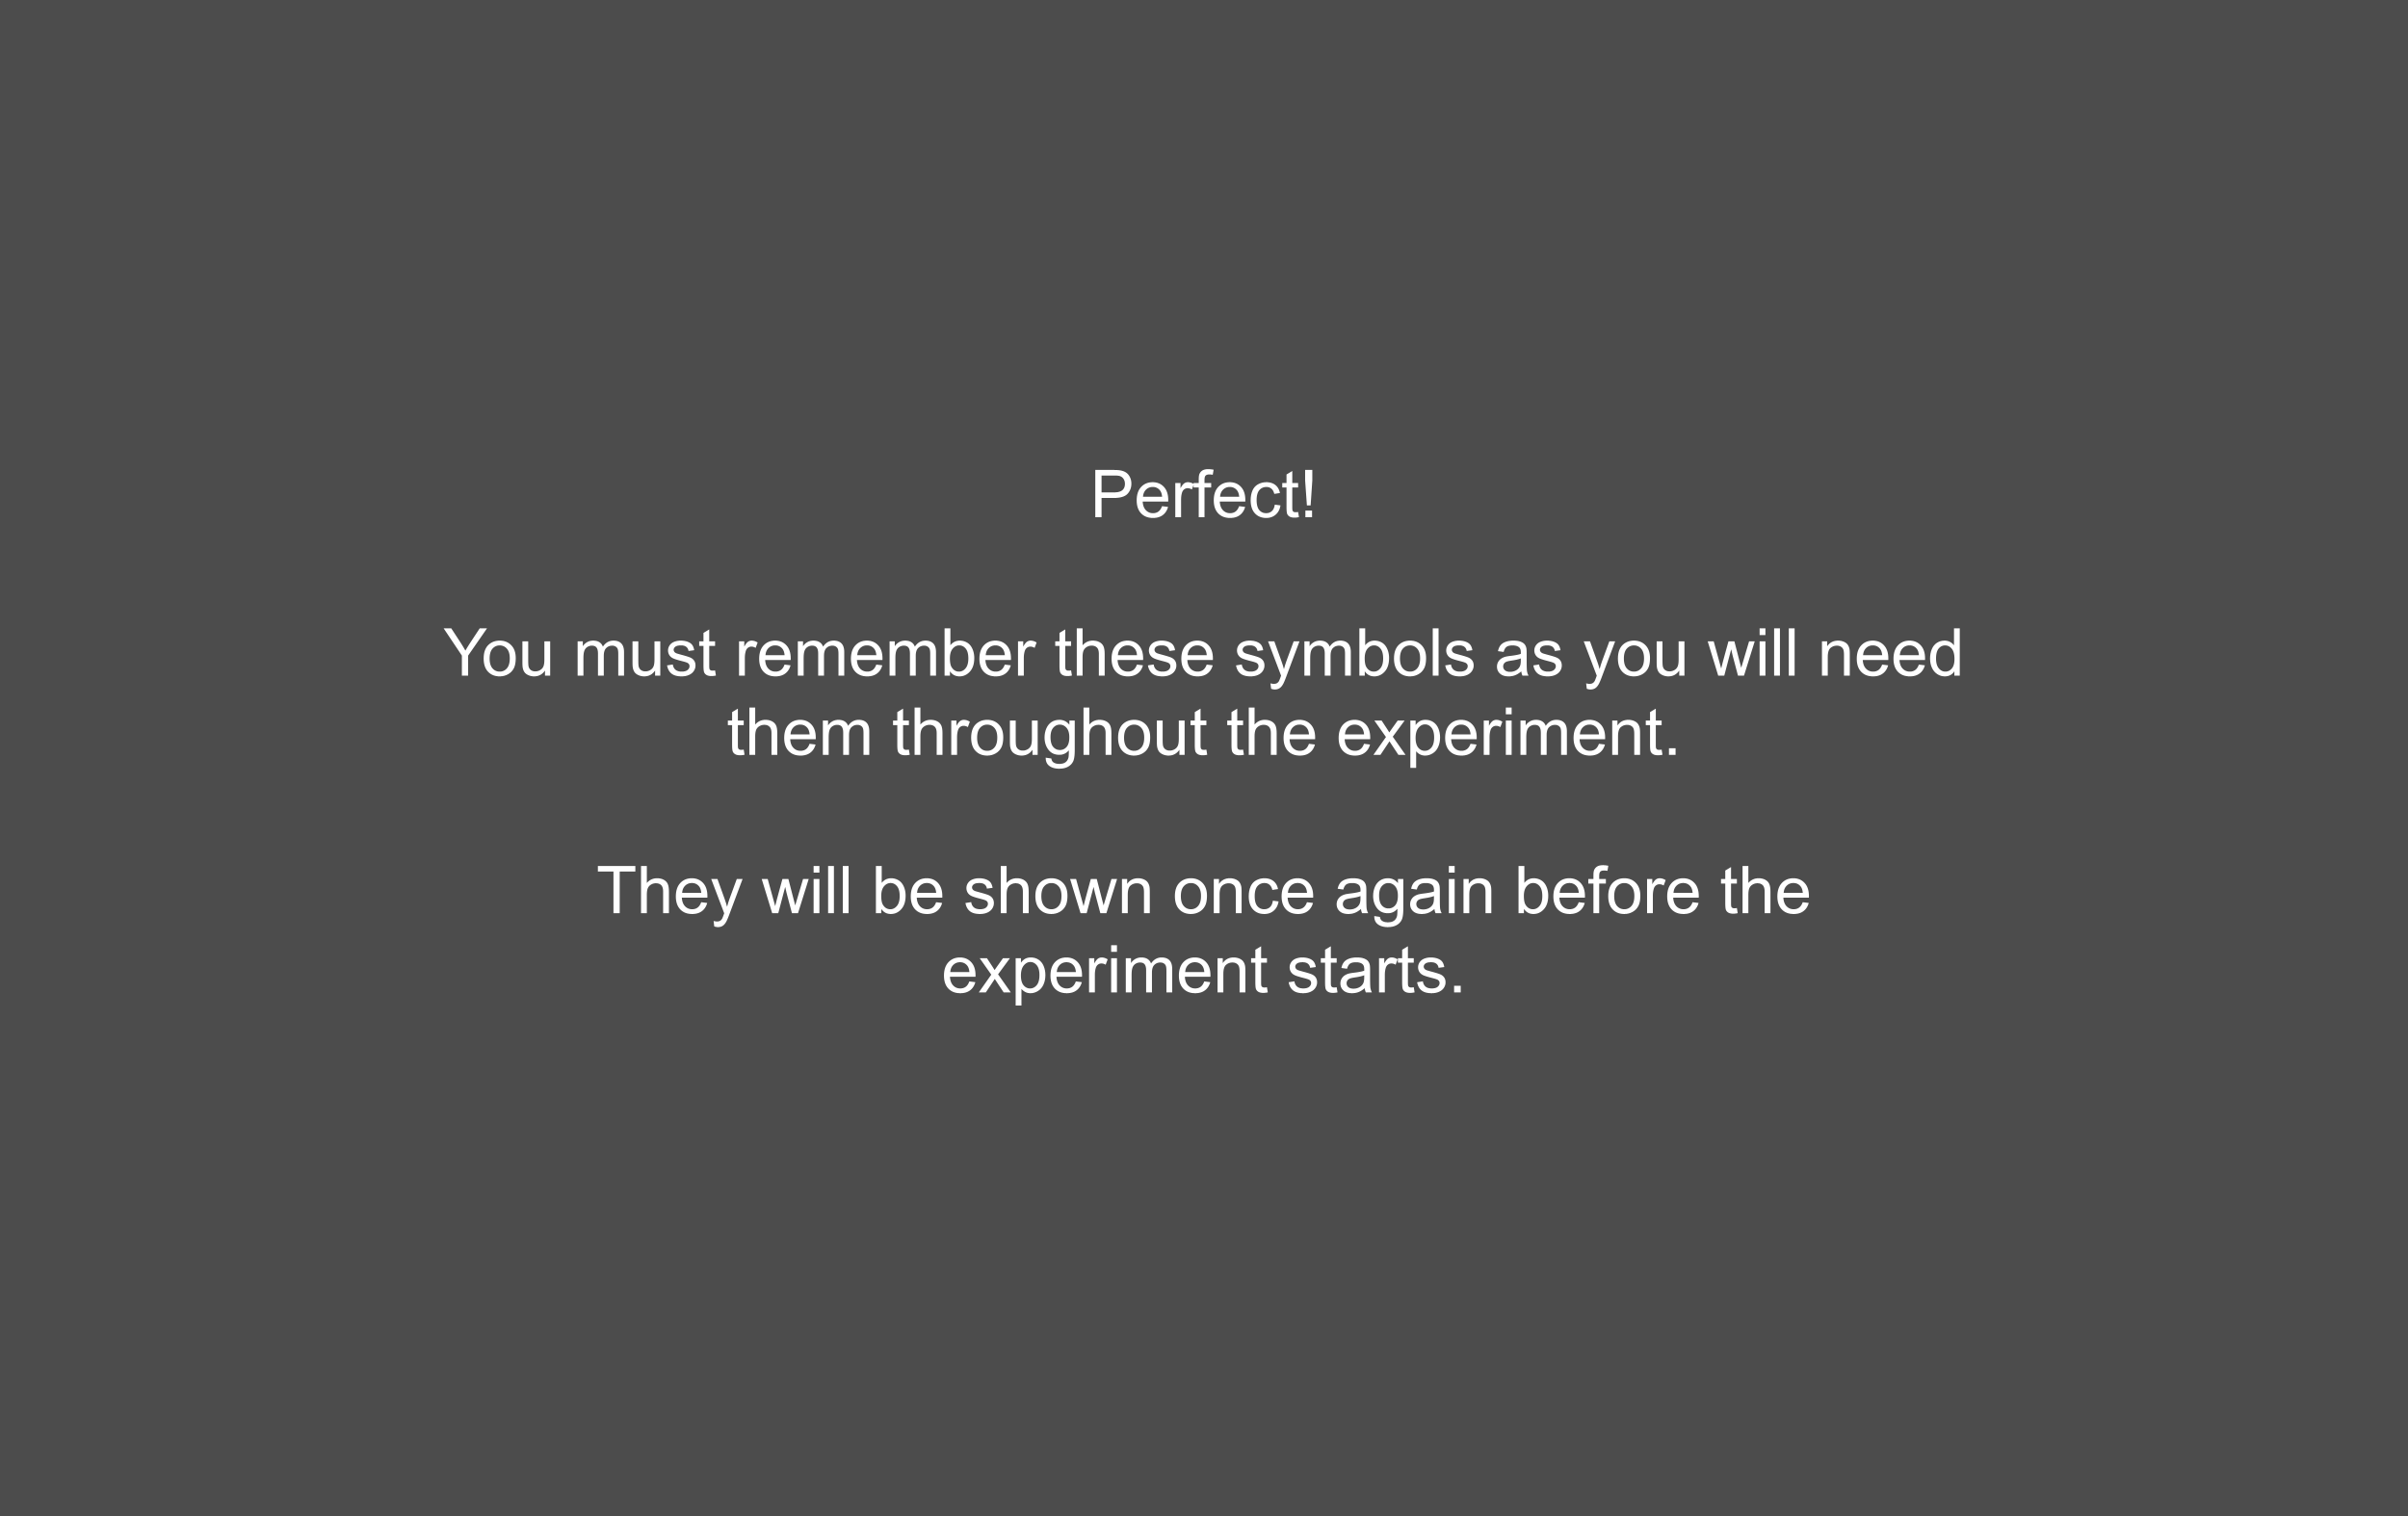 Perfect!
You must remember these symbols as you will need
them throughout the experiment.
They will be shown once again before the
experiment starts.